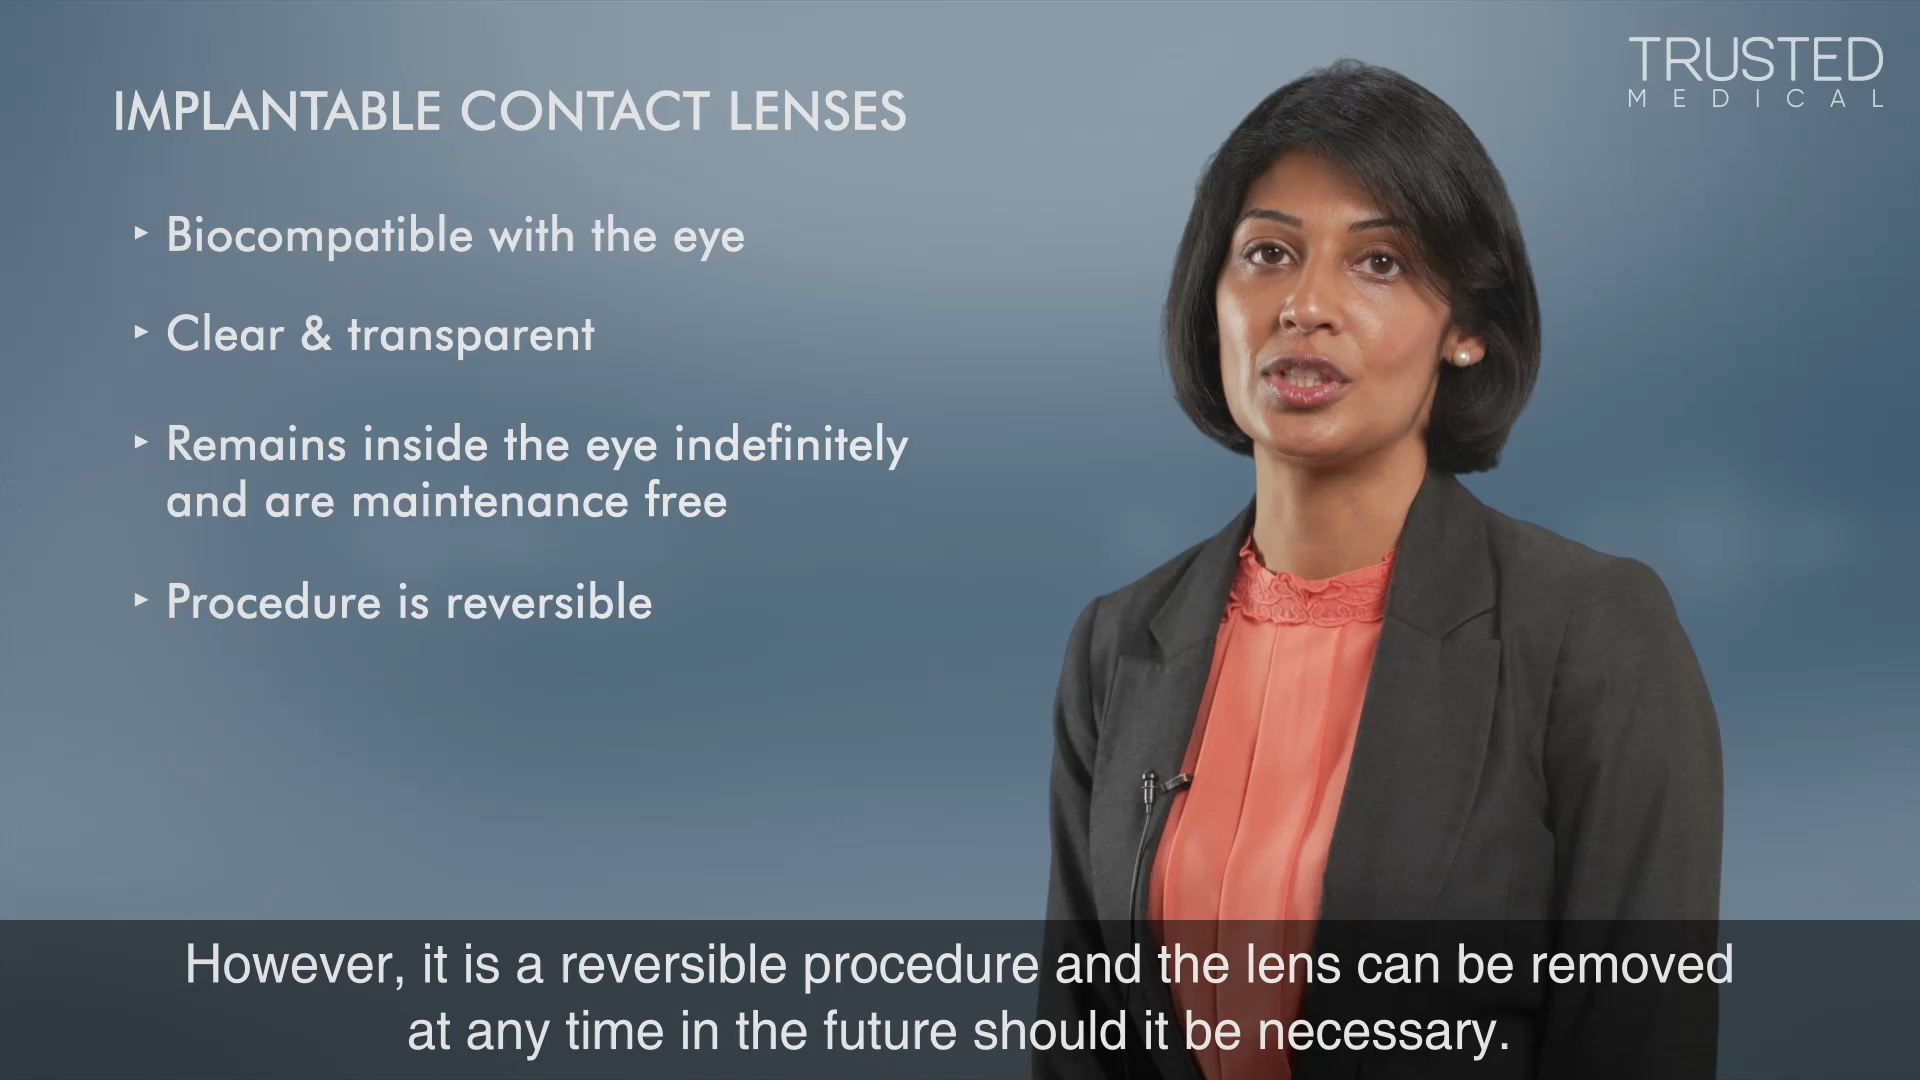 TRUSTED
MEDICAL
IMPLANTABLE CONTACT LENSES
‣ Biocompatible with the eye
‣ Clear & transparent
‣ Remains inside the eye indefinitely
and are maintenance free
‣ Procedure is reversible
However, it is a reversible procedure and the lens can be removed
at any time in the future should it be necessary.